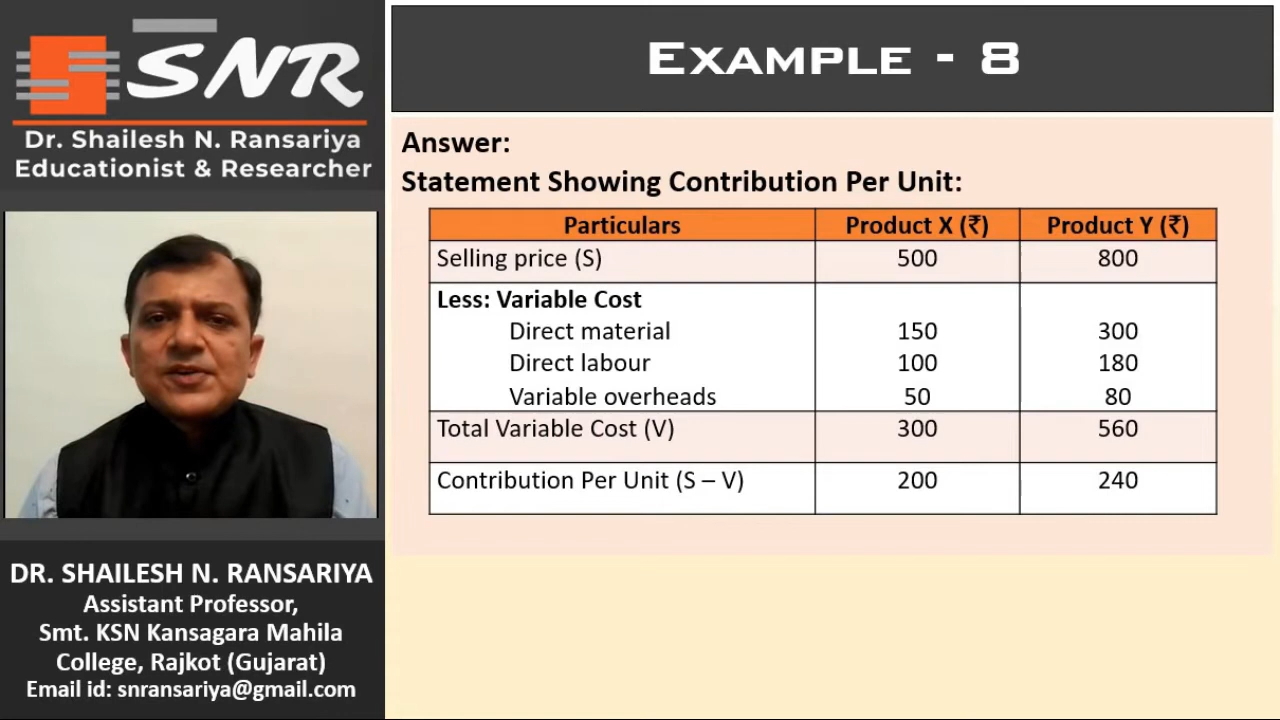 SNR
Dr. Shailesh N. Ransariya
Educationist & Researcher
DR. SHAILESH N. RANSARIYA
Assistant Professor,
Smt. KSN Kansagara Mahila
College, Rajkot (Gujarat)
Email id: snransariya@gmail.com
EXAMPLE - 8
Answer:
Statement Showing Contribution Per Unit:
Particulars Product X (₹) Product Y (₹)
Selling price (S) 500 800
Less: Variable Cost
Direct material 150 300
Direct labour 100 180
Variable overheads 50 80
Total Variable Cost (V) 300 560
Contribution Per Unit (S – V) 200 240